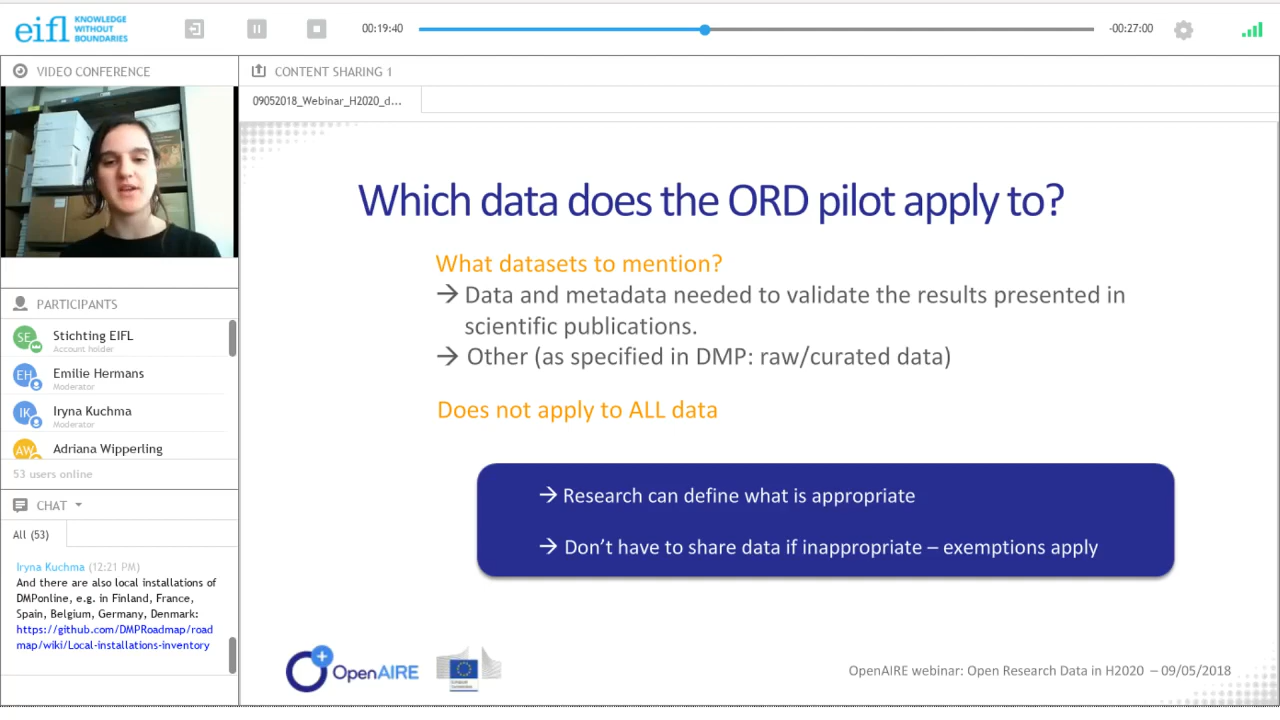 eifl KNOWLEDGE
WITHOUT
BOUNDARIES
00:19:40
-00:27:00
VIDEO CONFERENCE
CONTENT SHARING 1
09052018_Webinar_H2020_d...
PARTICIPANTS
SE
Stichting EIFL
Account holder
EH
Emilie Hermans
Moderator
IK
Iryna Kuchma
Moderator
AW
Adriana Wipperling
53 users online
CHAT
All (53)
Iryna Kuchma (12:21 PM)
And there are also local installations of
DMPonline, e.g. in Finland, France,
Spain, Belgium, Germany, Denmark:
https://github.com/DMPRoadmap/road
map/wiki/Local-installations-inventory
Which data does the ORD pilot apply to?
What datasets to mention?
→ Data and metadata needed to validate the results presented in
scientific publications.
→ Other (as specified in DMP: raw/curated data)
Does not apply to ALL data
→ Research can define what is appropriate
→ Don't have to share data if inappropriate – exemptions apply
OpenAIRE
OpenAIRE webinar: Open Research Data in H2020 – 09/05/2018